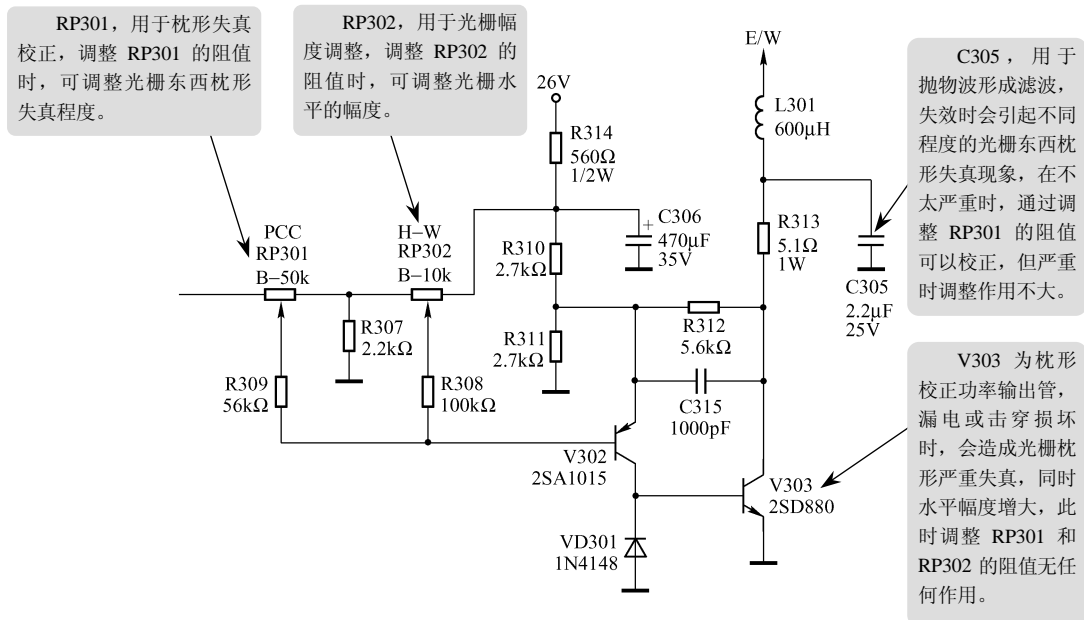 RP301，用于枕形失真
校正，调整 RP301 的阻值
时，可调整光栅东西枕形
失真程度。
RP302，用于光栅幅
度调整，调整 RP302 的
阻值时，可调整光栅水
平的幅度。
E/W
C305，用于
抛物波形成滤波，
失效时会引起不同
程度的光栅东西枕
形失真现象，在不
太严重时，通过调
整 RP301 的阻值
可以校正，但严重
时调整作用不大。
26V
L301
600μH
R314
560Ω
1/2W
PCC
RP301
B−50k
H−W
RP302
B−10k
R310
2.7kΩ
+
C306
470μF
35V
R313
5.1Ω
1W
C305
2.2μF
25V
R307
2.2kΩ
R311
2.7kΩ
R312
5.6kΩ
R309
56kΩ
R308
100kΩ
C315
1000pF
V302
2SA1015
V303
2SD880
VD301
1N4148
V303 为枕形
校正功率输出管，
漏电或击穿损坏
时，会造成光栅枕
形严重失真，同时
水平幅度增大，此
时调整 RP301 和
RP302 的阻值无任
何作用。